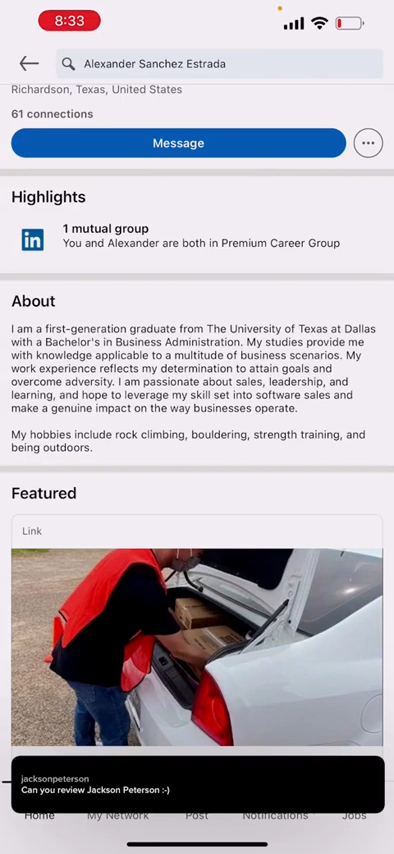 8:33
Alexander Sanchez Estrada
Richardson, Texas, United States
61 connections
Message
Highlights
in
1 mutual group
You and Alexander are both in Premium Career Group
About
I am a first-generation graduate from The University of Texas at Dallas
with a Bachelor's in Business Administration. My studies provide me
with knowledge applicable to a multitude of business scenarios. My
work experience reflects my determination to attain goals and
overcome adversity. I am passionate about sales, leadership, and
learning, and hope to leverage my skill set into software sales and
make a genuine impact on the way businesses operate.
My hobbies include rock climbing, bouldering, strength training, and
being outdoors.
Featured
Link
jacksonpeterson
Can you review Jackson Peterson :-)
Home
My Network
Post
Notifications
Jobs